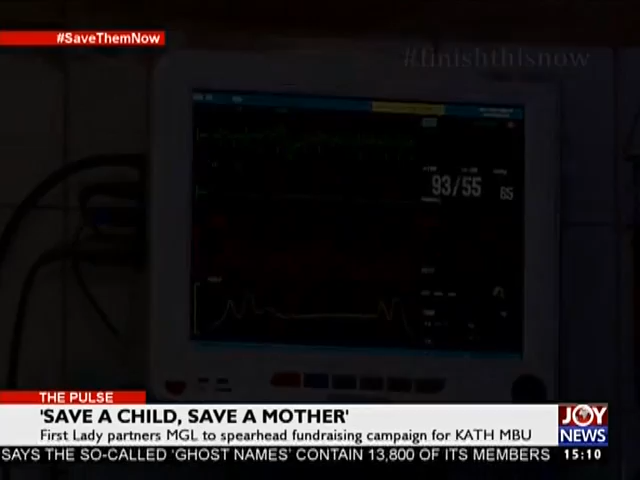 #SaveThemNow
#finishthisnow
93/55
65
THE PULSE
'SAVE A CHILD, SAVE A MOTHER'
First Lady partners MGL to spearhead fundraising campaign for KATH MBU
JOY
NEWS
SAYS THE SO-CALLED 'GHOST NAMES' CONTAIN 13,800 OF ITS MEMBERS
15:10